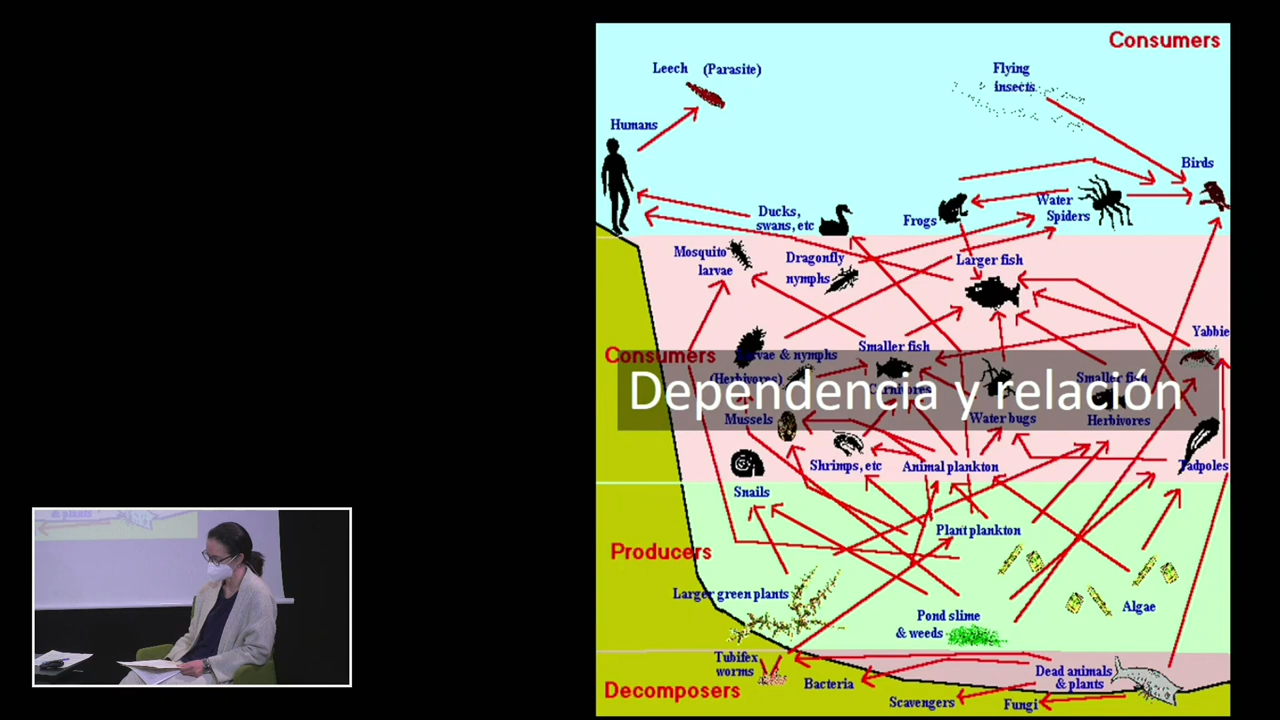 Consumers
Leech (Parasite)
Flying
insects
Humans
Birds
Ducks,
swans, etc
Frogs
Water
Spiders
Mosquito
larvae
Dragonfly
nymphs
Larger fish
Yabbie
Consumers
Larvae & nymphs
(Herbivores)
Smaller fish
Carnivores
Smaller fish
Herbivores
Dependencia y relación
Mussels
Water bugs
Shrimps, etc
Animal plankton
Tadpoles
Snails
Plant plankton
Producers
Larger green plants
Algae
Pond slime
& weeds
Tubifex
worms
Bacteria
Dead animals
& plants
Decomposers
Scavengers
Fungi
& plants